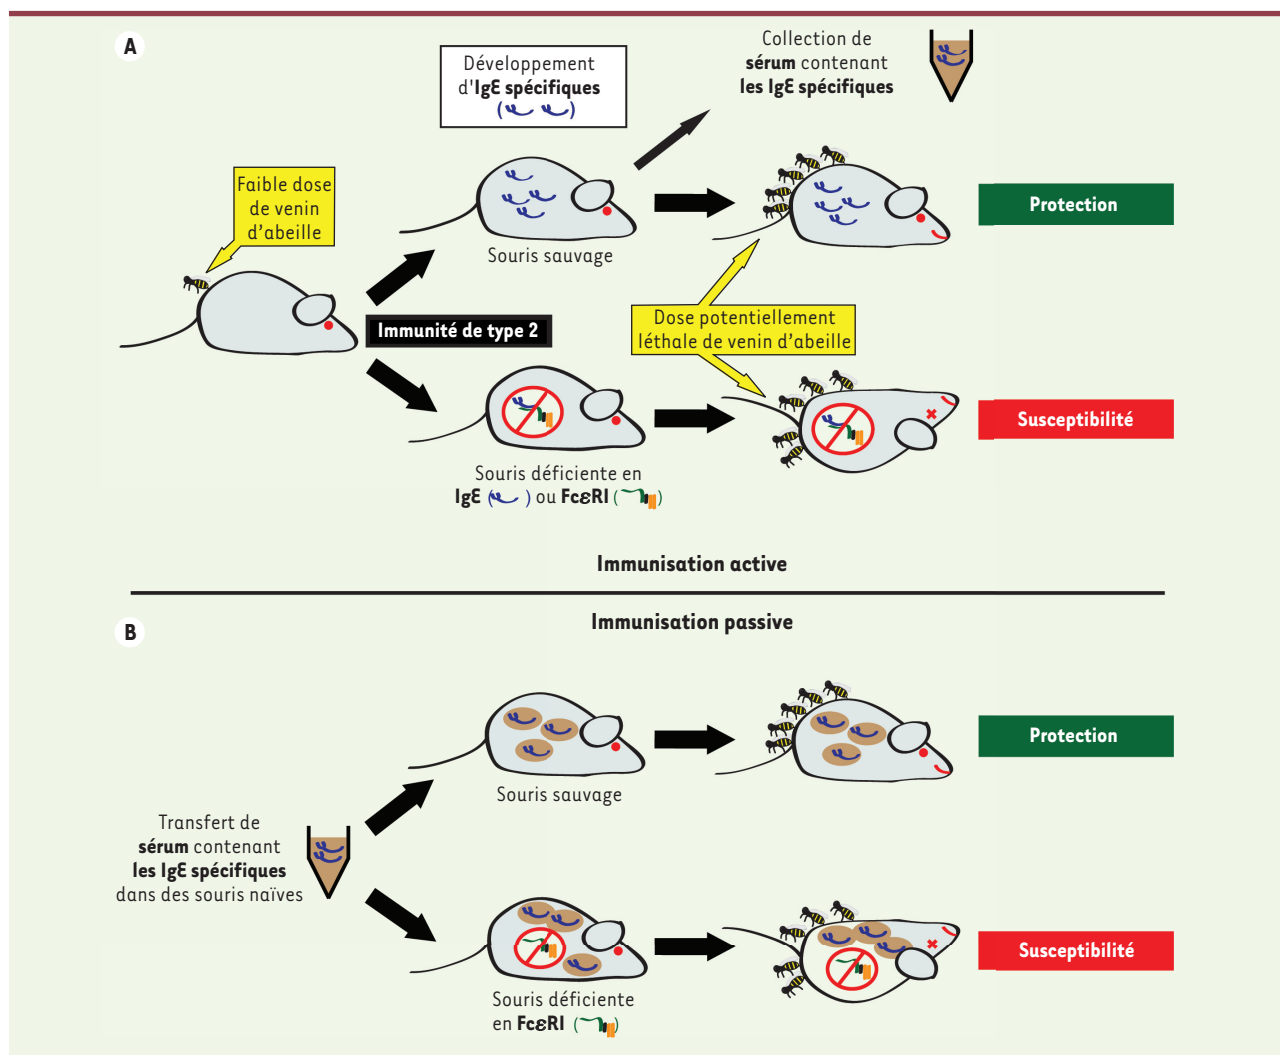 A
Développement
d'IgE spécifiques
( )
Collection de
sérum contenant
les IgE spécifiques
Faible dose
de venin
d'abeille
Souris sauvage
Protection
Immunité de type 2
Dose potentiellement
léthale de venin d'abeille
Susceptibilité
Souris déficiente en
IgE ( ) ou FcεRI ( )
Immunisation active
Immunisation passive
B
Souris sauvage
Protection
Transfert de
sérum contenant
les IgE spécifiques
dans des souris naïves
Souris déficiente
en FcεRI ( )
Susceptibilité